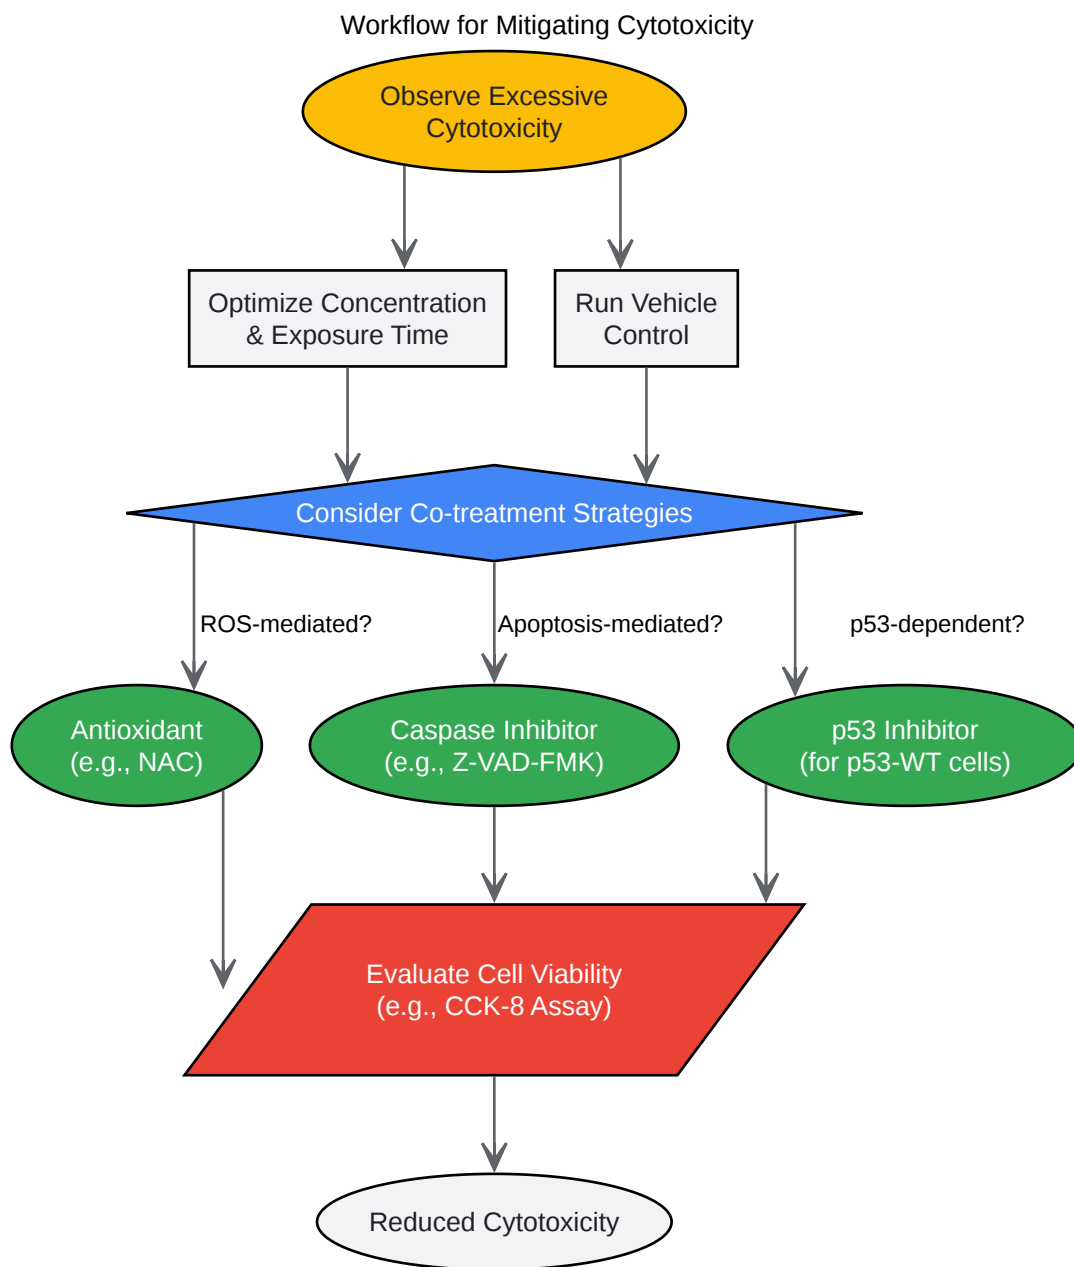 Workflow for Mitigating Cytotoxicity
Observe Excessive
Cytotoxicity
Optimize Concentration
& Exposure Time
Run Vehicle
Control
Consider Co-treatment Strategies
ROS-mediated?
Apoptosis-mediated?
p53-dependent?
Antioxidant
(e.g., NAC)
Caspase Inhibitor
(e.g., Z-VAD-FMK)
p53 Inhibitor
(for p53-WT cells)
Evaluate Cell Viability
(e.g., CCK-8 Assay)
Reduced Cytotoxicity